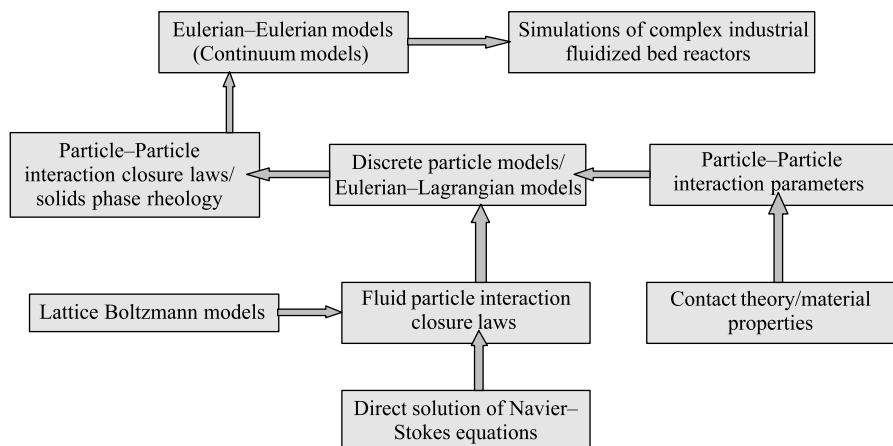 Eulerian–Eulerian models
(Continuum models)
Simulations of complex industrial
fluidized bed reactors
Particle–Particle
interaction closure laws/
solids phase rheology
Discrete particle models/
Eulerian–Lagrangian models
Particle–Particle
interaction parameters
Lattice Boltzmann models
Fluid particle interaction
closure laws
Contact theory/material
properties
Direct solution of Navier–
Stokes equations